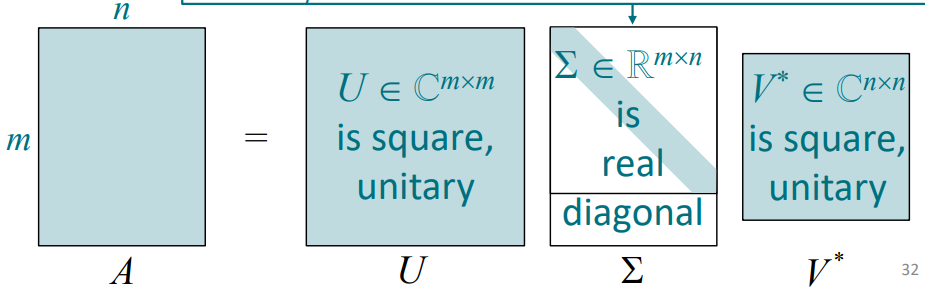 n
m
=
U ∈ ℂ^{m×m}
is square,
unitary
Σ ∈ ℝ^{m×n}
is
real
diagonal
V* ∈ ℂ^{n×n}
is square,
unitary
A
U
Σ
V*
32